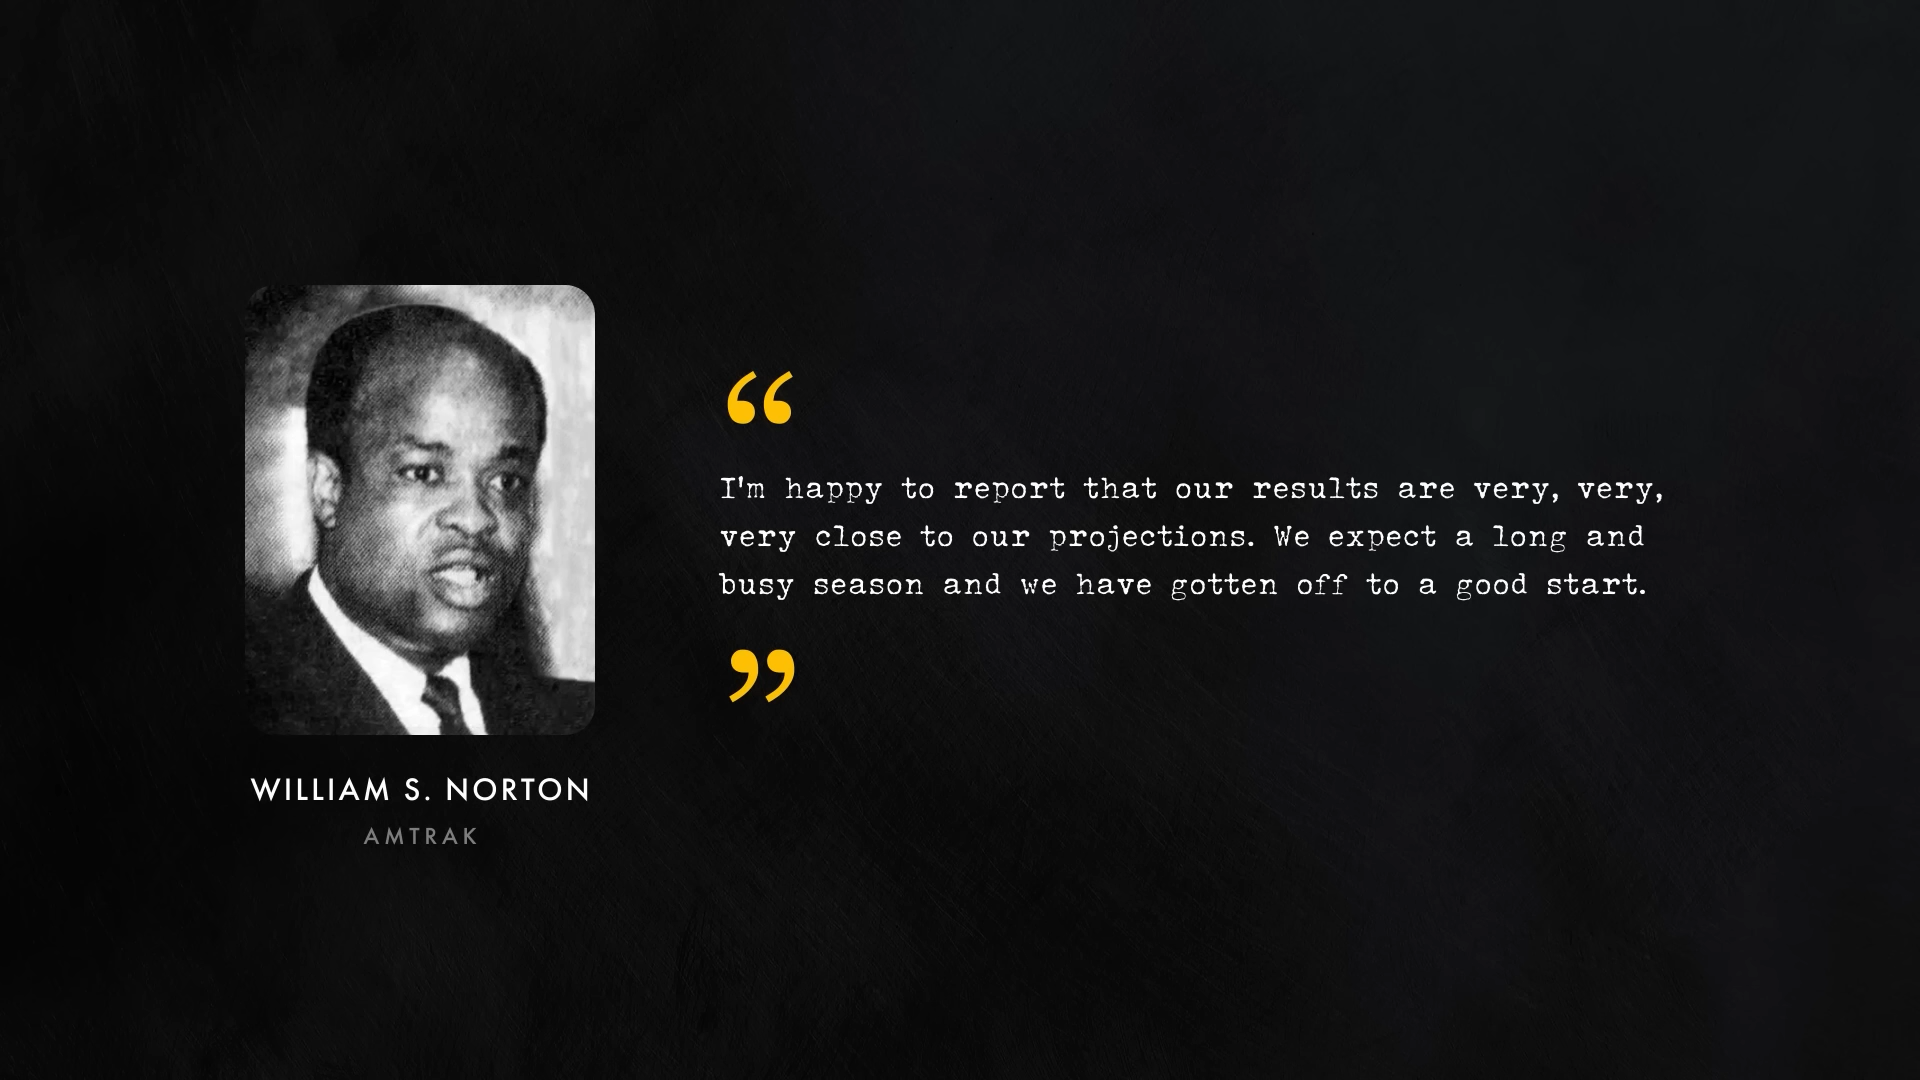 “
I'm happy to report that our results are very, very,
very close to our projections. We expect a long and
busy season and we have gotten off to a good start.
”
WILLIAM S. NORTON
AMTRAK